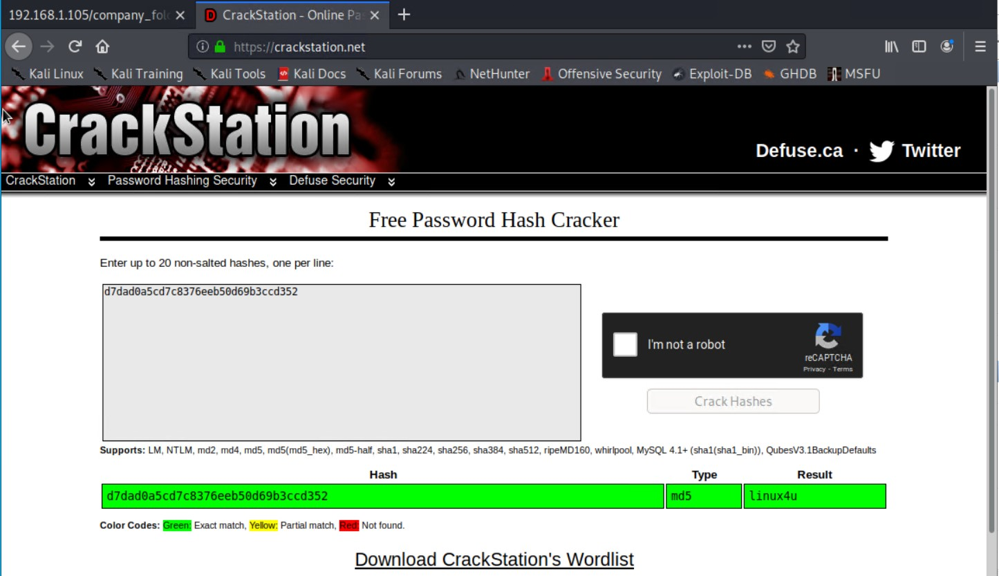 192.168.1.105/company_fol
CrackStation - Online Pa
https://crackstation.net
Kali Linux Kali Training Kali Tools Kali Docs Kali Forums NetHunter Offensive Security Exploit-DB GHDB MSFU
CrackStation
Defuse.ca · Twitter
CrackStation Password Hashing Security Defuse Security
Free Password Hash Cracker
Enter up to 20 non-salted hashes, one per line:
d7dad0a5cd7c8376eeb50d69b3ccd352
I'm not a robot
reCAPTCHA
Privacy - Terms
Crack Hashes
Supports: LM, NTLM, md2, md4, md5, md5(md5_hex), md5-half, sha1, sha224, sha256, sha384, sha512, ripeMD160, whirlpool, MySQL 4.1+ (sha1(sha1_bin)), QubesV3.1BackupDefaults
Hash Type Result
d7dad0a5cd7c8376eeb50d69b3ccd352 md5 linux4u
Color Codes: Green: Exact match, Yellow: Partial match, Red: Not found.
Download CrackStation's Wordlist